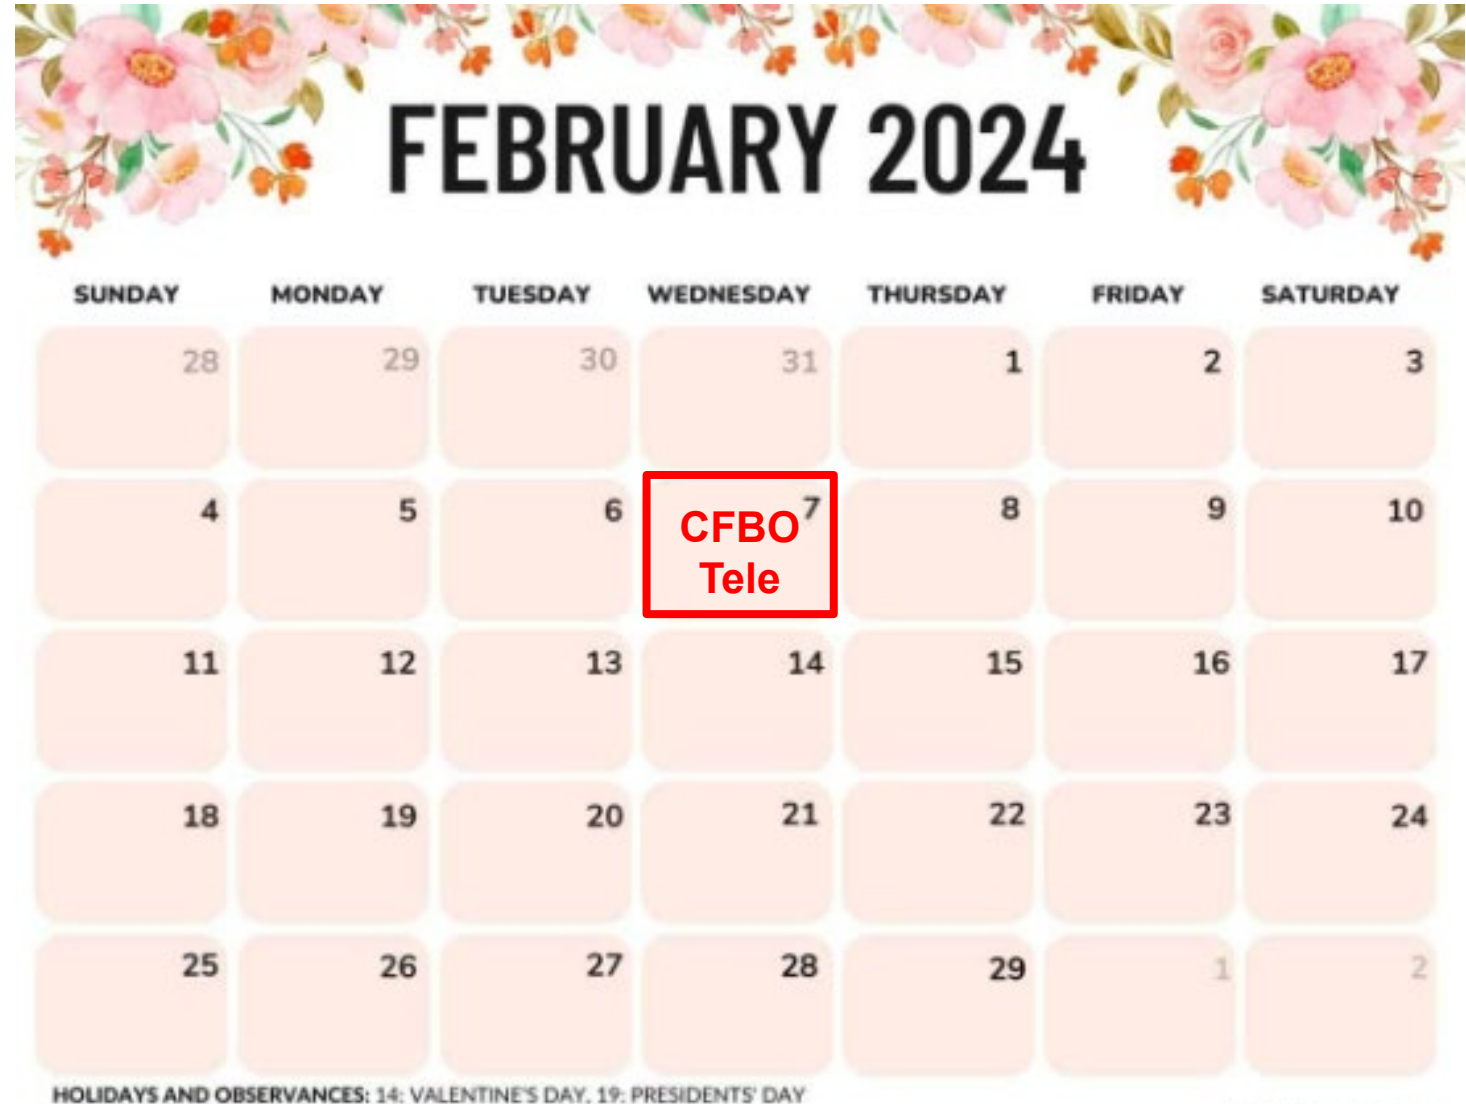 FEBRUARY 2024
SUNDAY MONDAY TUESDAY WEDNESDAY THURSDAY FRIDAY SATURDAY
28 29 30 31 1 2 3
4 5 6 7 8 9 10
CFBO
Tele
11 12 13 14 15 16 17
18 19 20 21 22 23 24
25 26 27 28 29 1 2
HOLIDAYS AND OBSERVANCES: 14: VALENTINE'S DAY, 19: PRESIDENTS' DAY